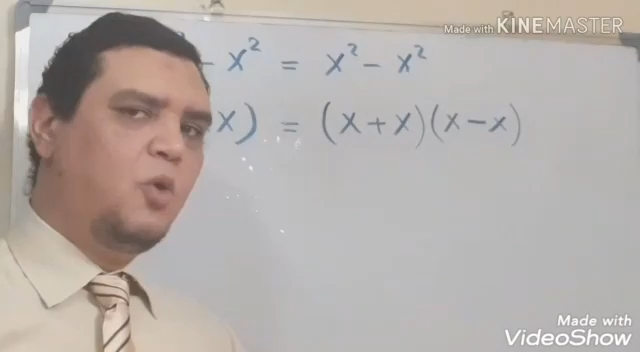 Made with KINEMASTER
- x² = x² - x²
x) = (x+x)(x-x)
Made with
VideoShow